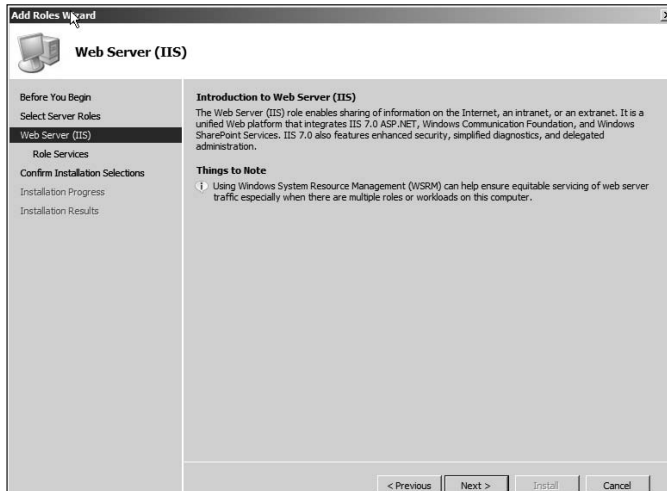 Add Roles Wizard
Web Server (IIS)
Before You Begin
Select Server Roles
Web Server (IIS)
Role Services
Confirm Installation Selections
Installation Progress
Installation Results
Introduction to Web Server (IIS)
The Web Server (IIS) role enables sharing of information on the Internet, an intranet, or an extranet. It is a
unified Web platform that integrates IIS 7.0 ASP.NET, Windows Communication Foundation, and Windows
SharePoint Services. IIS 7.0 also features enhanced security, simplified diagnostics, and delegated
administration.
Things to Note
Using Windows System Resource Management (WSRM) can help ensure equitable servicing of web server
traffic especially when there are multiple roles or workloads on this computer.
< Previous
Next >
Install
Cancel